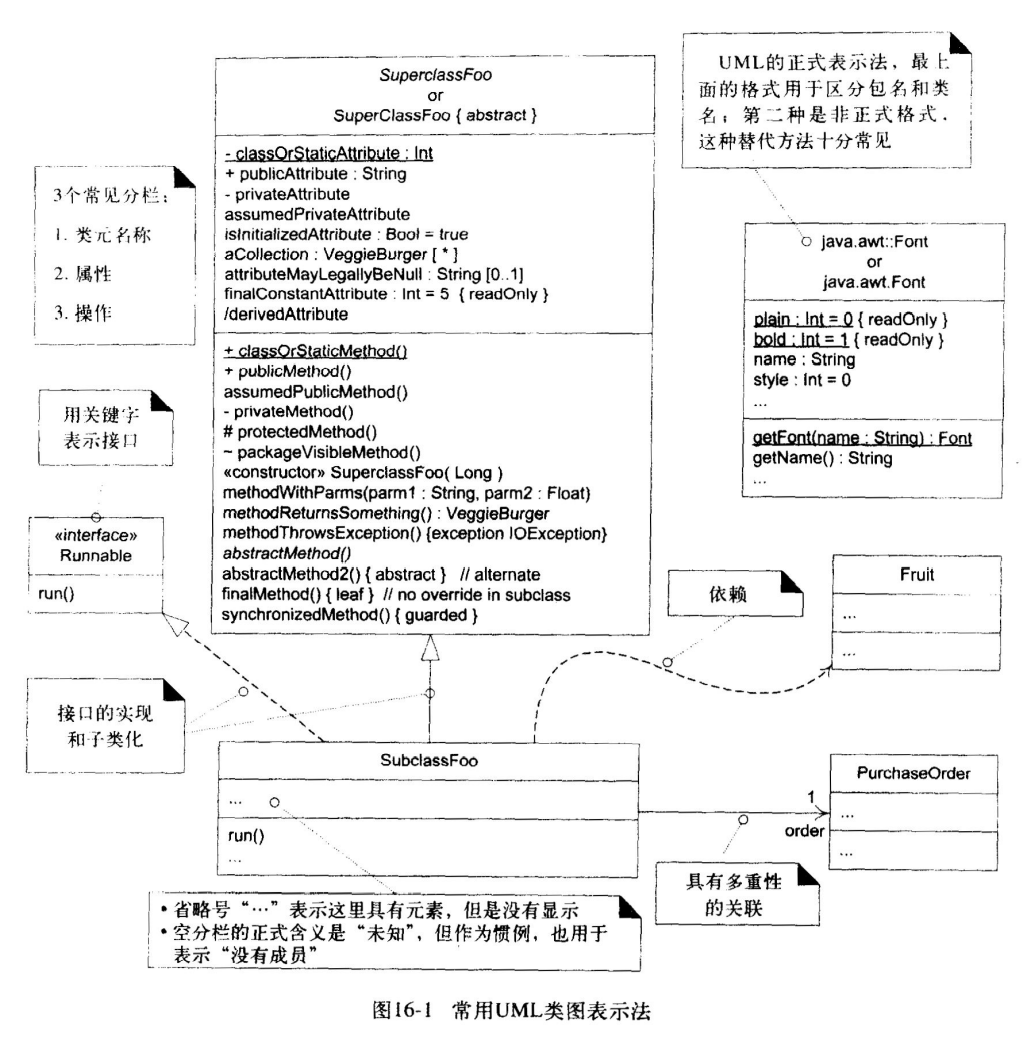 SuperclassFoo
or
SuperClassFoo { abstract }
- classOrStaticAttribute : Int
+ publicAttribute : String
- privateAttribute
assumedPrivateAttribute
isInitializedAttribute : Bool = true
aCollection : VeggieBurger [ * ]
attributeMayLegallyBeNull : String [0..1]
finalConstantAttribute : Int = 5 { readOnly }
/derivedAttribute
+ classOrStaticMethod()
+ publicMethod()
assumedPublicMethod()
- privateMethod()
# protectedMethod()
~ packageVisibleMethod()
«constructor» SuperclassFoo( Long )
methodWithParms(parm1 : String, parm2 : Float)
methodReturnsSomething() : VeggieBurger
methodThrowsException() {exception IOException}
abstractMethod()
abstractMethod2() { abstract } // alternate
finalMethod() { leaf } // no override in subclass
synchronizedMethod() { guarded }
UML的正式表示法，最上
面的格式用于区分包名和类
名；第二种是非正式格式．
这种替代方法十分常见
3个常见分栏：
1. 类元名称
2. 属性
3. 操作
java.awt::Font
or
java.awt.Font
plain : Int = 0 { readOnly }
bold : Int = 1 { readOnly }
name : String
style : Int = 0
...
getFont(name : String) : Font
getName() : String
...
用关键字
表示接口
«interface»
Runnable
run()
依赖
Fruit
...
...
接口的实现
和子类化
SubclassFoo
...
run()
...
1
order
PurchaseOrder
...
...
具有多重性
的关联
• 省略号“…”表示这里具有元素，但是没有显示
• 空分栏的正式含义是“未知”，但作为惯例，也用于
表示“没有成员”
图16-1 常用UML类图表示法